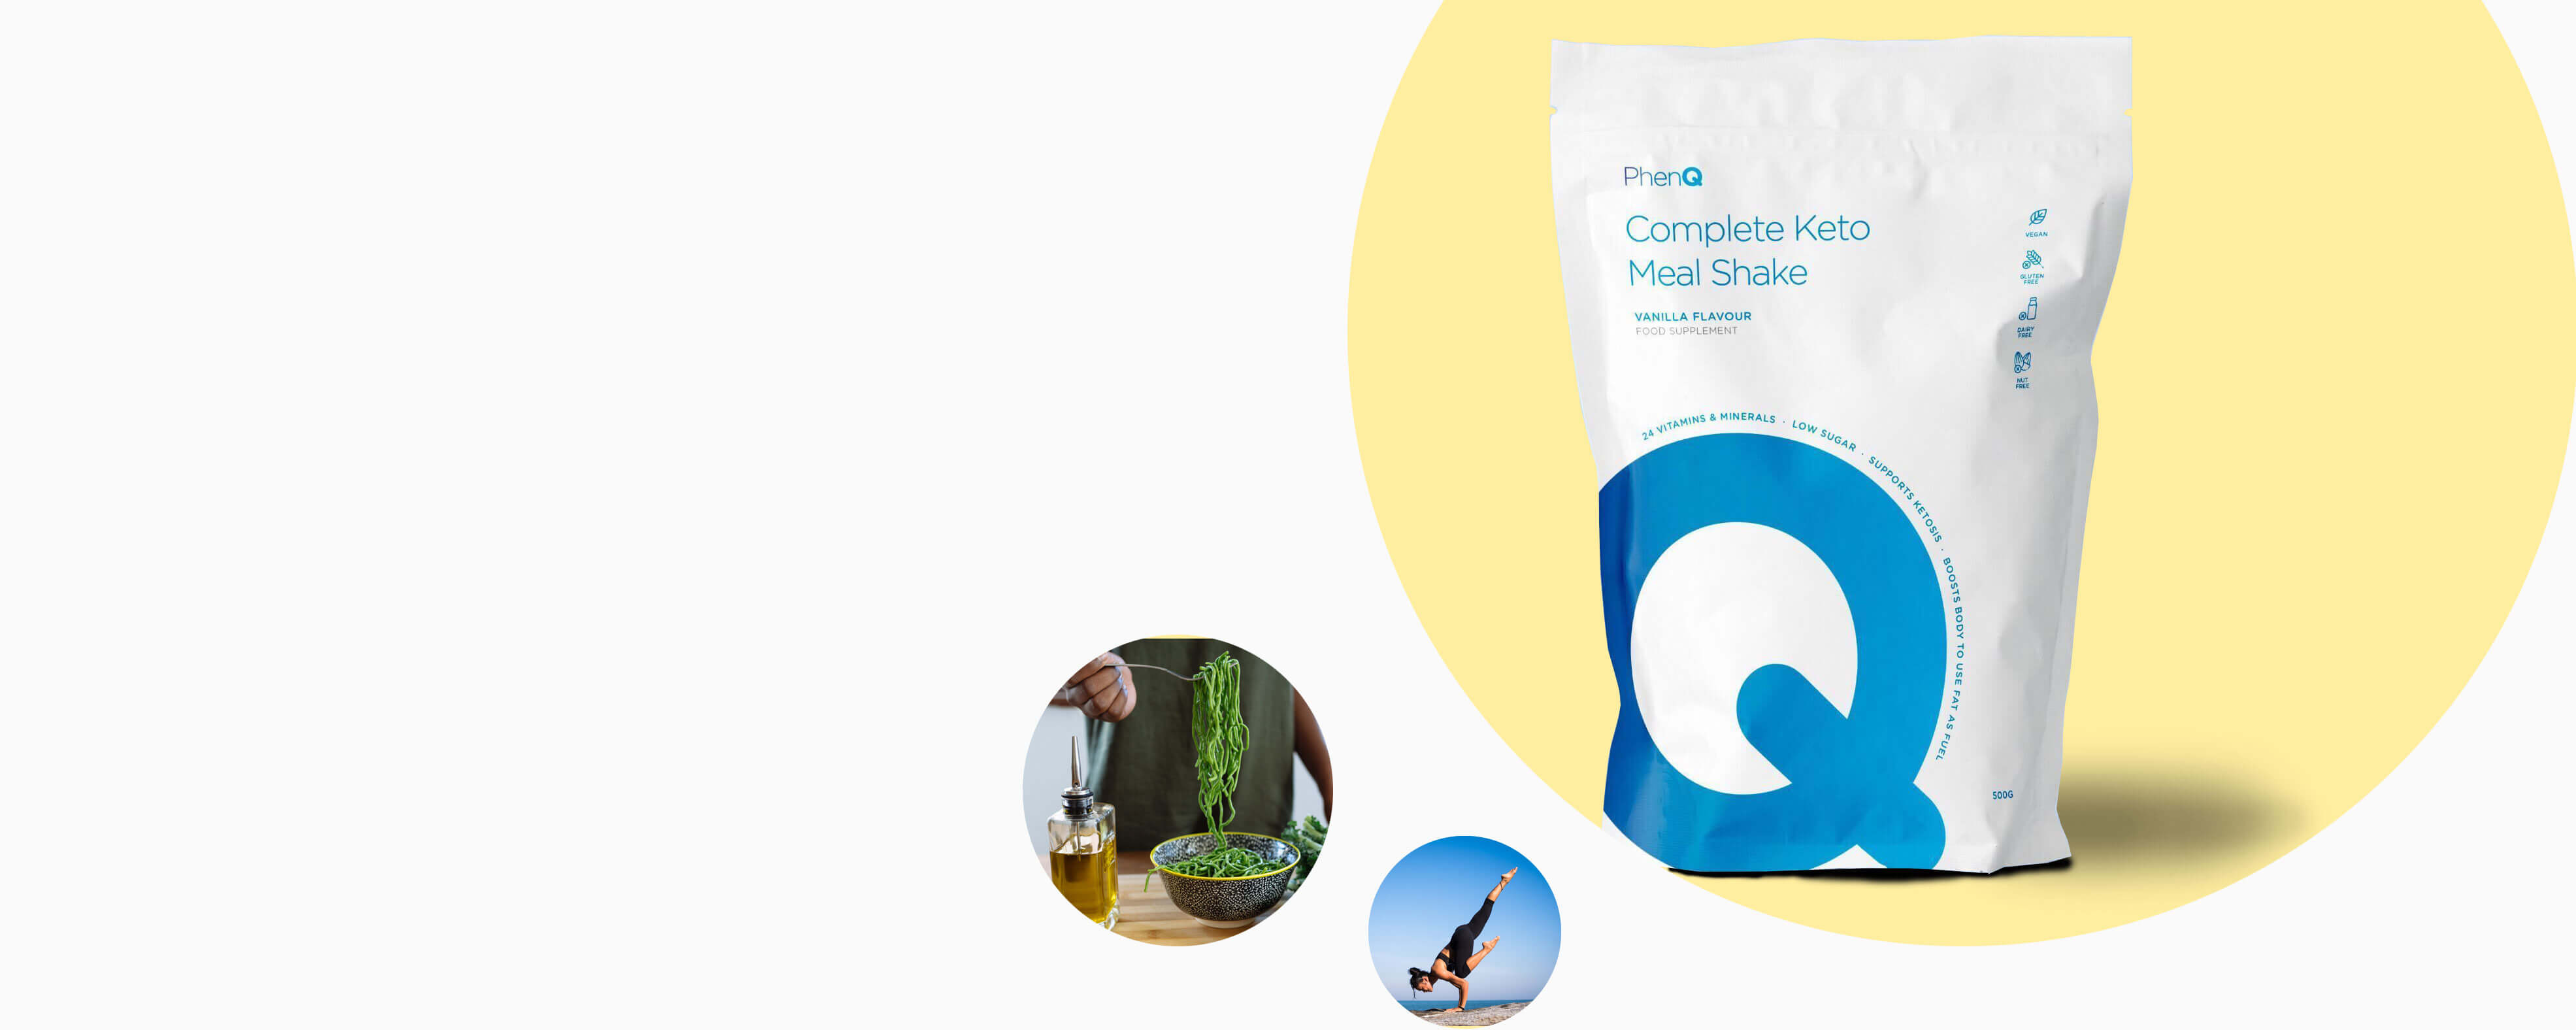 PhenQ
Complete Keto
Meal Shake
VANILLA FLAVOUR
FOOD SUPPLEMENT
VEGAN
GLUTEN
FREE
DAIRY
FREE
NUT
FREE
24 VITAMINS & MINERALS · LOW SUGAR · SUPPORTS KETOSIS · BOOSTS BODY TO USE FAT AS FUEL
500G